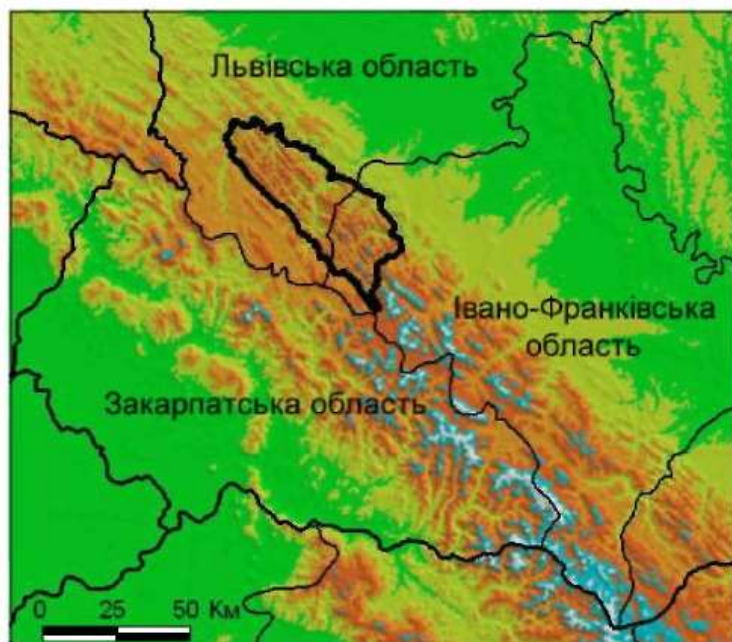 Львівська область
Івано-Франківська
область
Закарпатська область
0 25 50 Км